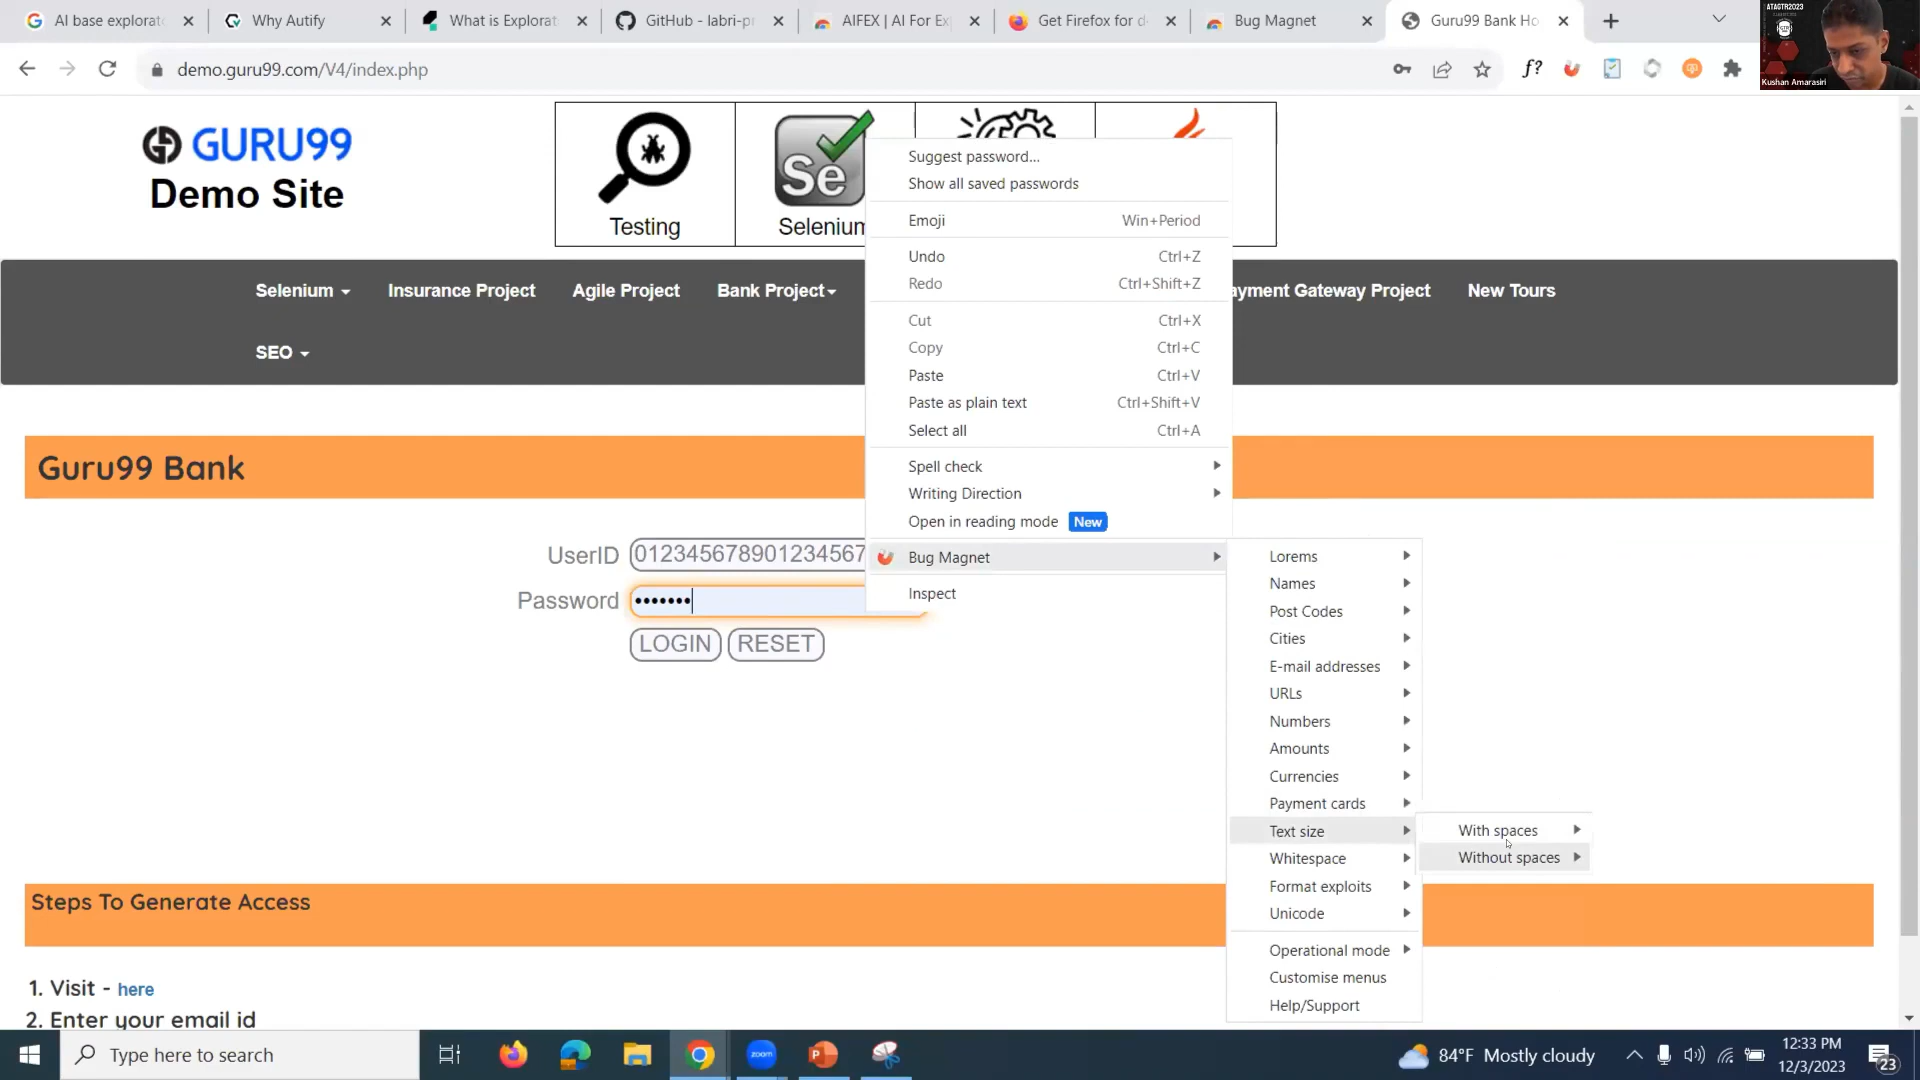 AI base explorat
Why Autify
What is Explorat
GitHub - labri-pr
AIFEX | AI For Ex
Get Firefox for d
Bug Magnet
Guru99 Bank Ho
ATAGTR2023
Kushan Amarasiri
demo.guru99.com/V4/index.php
f?
GURU99
Demo Site
Testing
Se
Selenium
Selenium
Insurance Project
Agile Project
Bank Project
ayment Gateway Project
New Tours
SEO
Guru99 Bank
UserID
012345678901234567
Password
LOGIN
RESET
Steps To Generate Access
1. Visit - here
2. Enter your email id
Suggest password...
Show all saved passwords
Emoji Win+Period
Undo Ctrl+Z
Redo Ctrl+Shift+Z
Cut Ctrl+X
Copy Ctrl+C
Paste Ctrl+V
Paste as plain text Ctrl+Shift+V
Select all Ctrl+A
Spell check
Writing Direction
Open in reading mode New
Bug Magnet
Inspect
Lorems
Names
Post Codes
Cities
E-mail addresses
URLs
Numbers
Amounts
Currencies
Payment cards
Text size
Whitespace
Format exploits
Unicode
Operational mode
Customise menus
Help/Support
With spaces
Without spaces
Type here to search
zoom
84°F Mostly cloudy
12:33 PM
12/3/2023
23